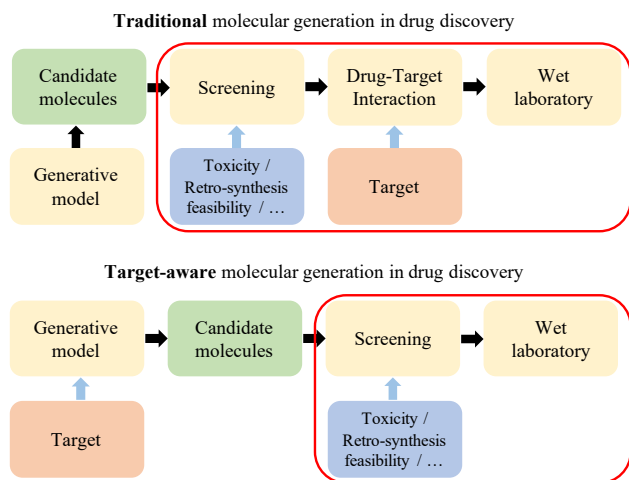 Traditional molecular generation in drug discovery
Candidate
molecules
Screening
Drug-Target
Interaction
Wet
laboratory
Generative
model
Toxicity /
Retro-synthesis
feasibility / …
Target
Target-aware molecular generation in drug discovery
Generative
model
Candidate
molecules
Screening
Wet
laboratory
Target
Toxicity /
Retro-synthesis
feasibility / …